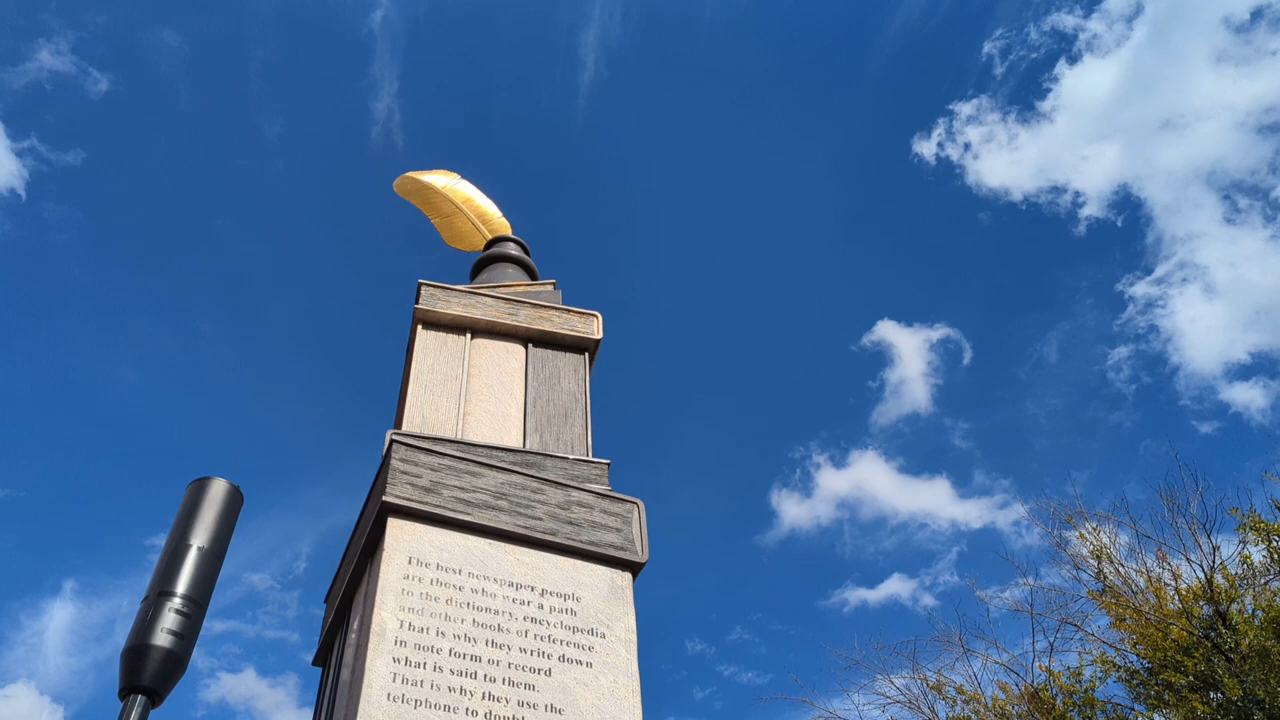 The best newspaper people
are those who wear a path
to the dictionary, encyclopedia
and other books of reference.
That is why they write down
in note form or record
what is said to them.
That is why they use the
telephone to